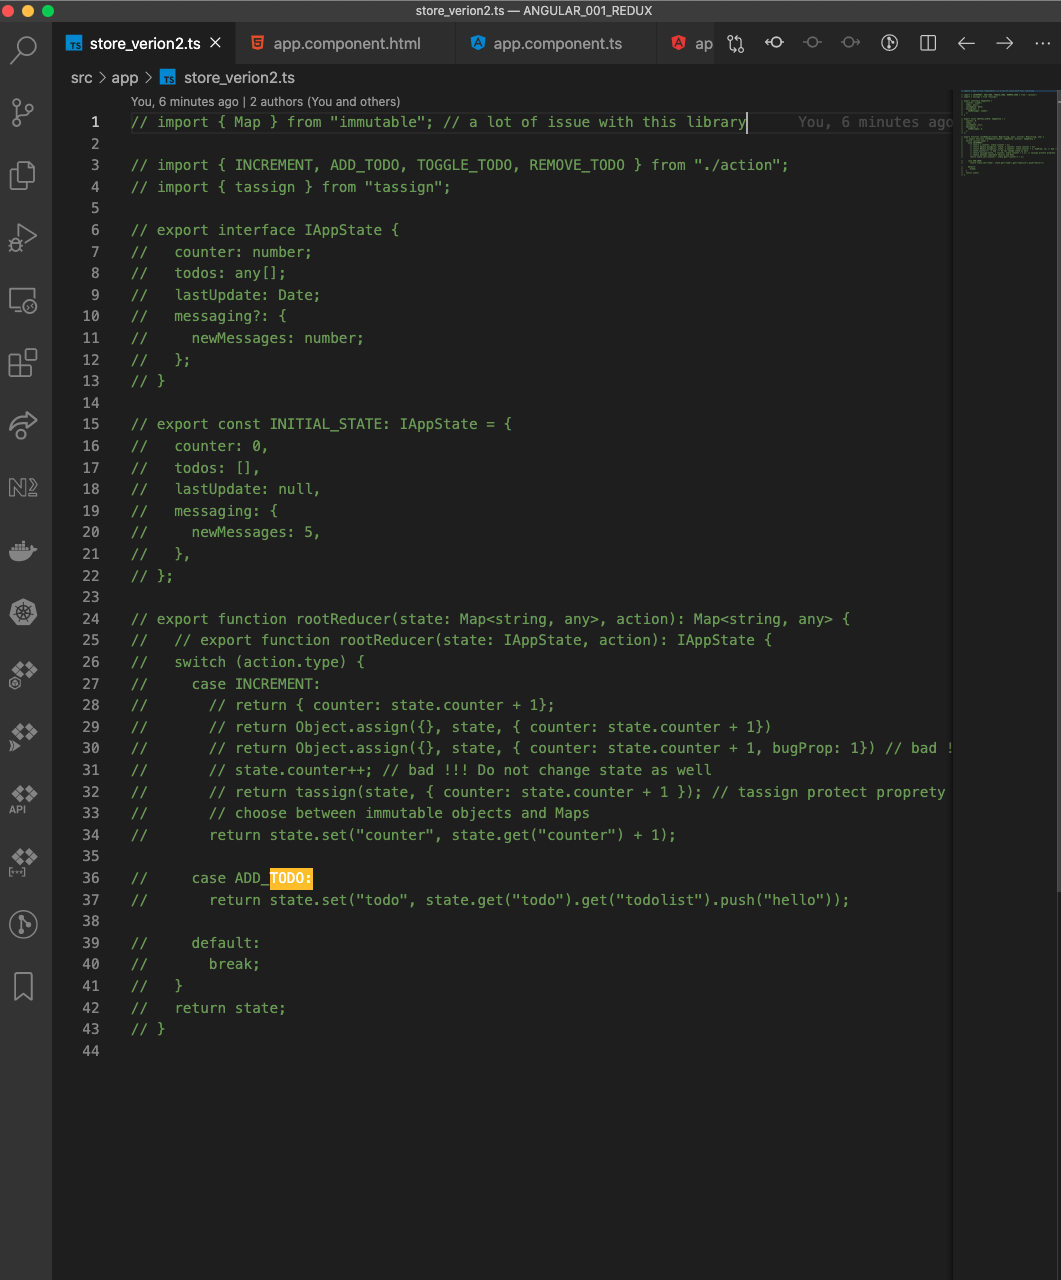 store_verion2.ts — ANGULAR_001_REDUX
store_verion2.ts
app.component.html
app.component.ts
ap
src > app > TS store_verion2.ts
You, 6 minutes ago | 2 authors (You and others)
1 // import { Map } from "immutable"; // a lot of issue with this library You, 6 minutes ago
2
3 // import { INCREMENT, ADD_TODO, TOGGLE_TODO, REMOVE_TODO } from "./action";
4 // import { tassign } from "tassign";
5
6 // export interface IAppState {
7 //   counter: number;
8 //   todos: any[];
9 //   lastUpdate: Date;
10 //   messaging?: {
11 //     newMessages: number;
12 //   };
13 // }
14
15 // export const INITIAL_STATE: IAppState = {
16 //   counter: 0,
17 //   todos: [],
18 //   lastUpdate: null,
19 //   messaging: {
20 //     newMessages: 5,
21 //   },
22 // };
23
24 // export function rootReducer(state: Map<string, any>, action): Map<string, any> {
25 //   // export function rootReducer(state: IAppState, action): IAppState {
26 //   switch (action.type) {
27 //     case INCREMENT:
28 //       // return { counter: state.counter + 1};
29 //       // return Object.assign({}, state, { counter: state.counter + 1})
30 //       // return Object.assign({}, state, { counter: state.counter + 1, bugProp: 1}) // bad !
31 //       // state.counter++; // bad !!! Do not change state as well
32 //       // return tassign(state, { counter: state.counter + 1 }); // tassign protect proprety
33 //       // choose between immutable objects and Maps
34 //       return state.set("counter", state.get("counter") + 1);
35
36 //     case ADD_TODO:
37 //       return state.set("todo", state.get("todo").get("todolist").push("hello"));
38
39 //     default:
40 //       break;
41 //   }
42 //   return state;
43 // }
44
API